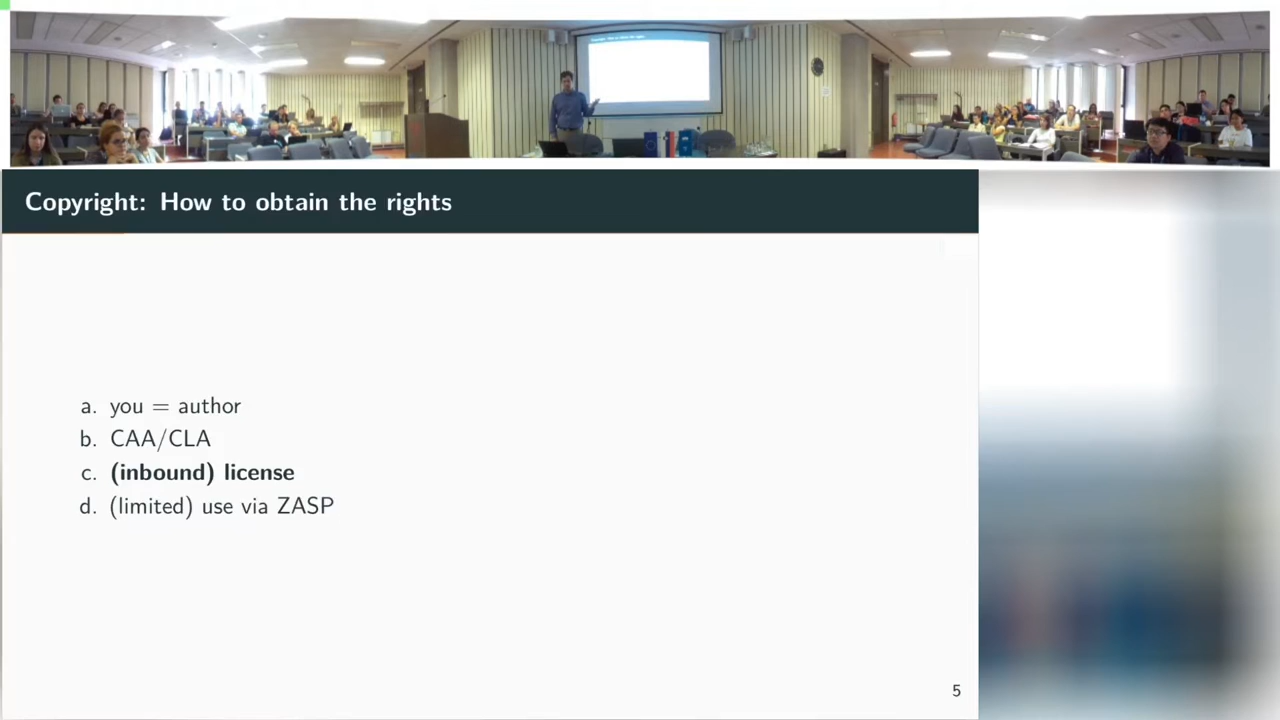 Copyright: How to obtain the rights
a. you = author
b. CAA/CLA
c. (inbound) license
d. (limited) use via ZASP
5